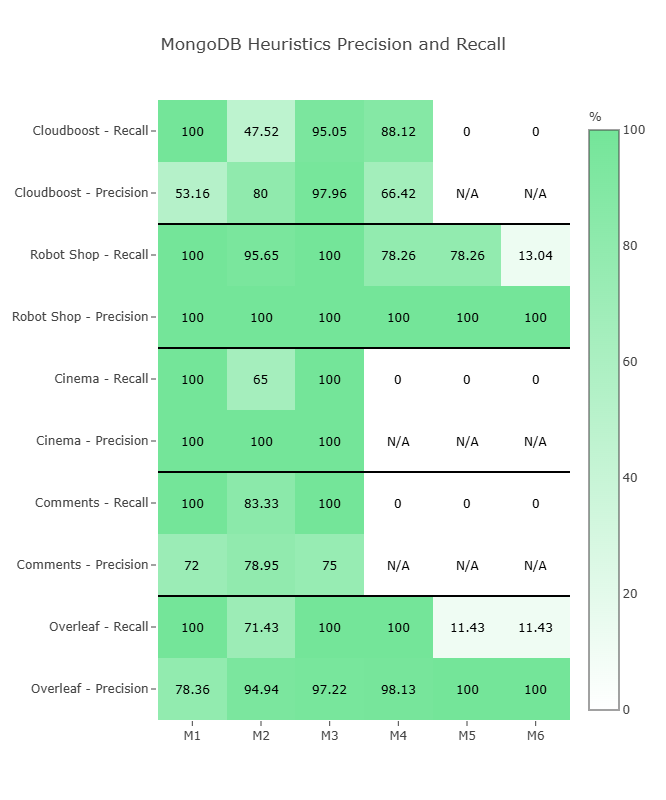 MongoDB Heuristics Precision and Recall
%
Cloudboost - Recall 100 47.52 95.05 88.12 0 0
Cloudboost - Precision 53.16 80 97.96 66.42 N/A N/A
Robot Shop - Recall 100 95.65 100 78.26 78.26 13.04
Robot Shop - Precision 100 100 100 100 100 100
Cinema - Recall 100 65 100 0 0 0
Cinema - Precision 100 100 100 N/A N/A N/A
Comments - Recall 100 83.33 100 0 0 0
Comments - Precision 72 78.95 75 N/A N/A N/A
Overleaf - Recall 100 71.43 100 100 11.43 11.43
Overleaf - Precision 78.36 94.94 97.22 98.13 100 100
M1 M2 M3 M4 M5 M6
100
80
60
40
20
0